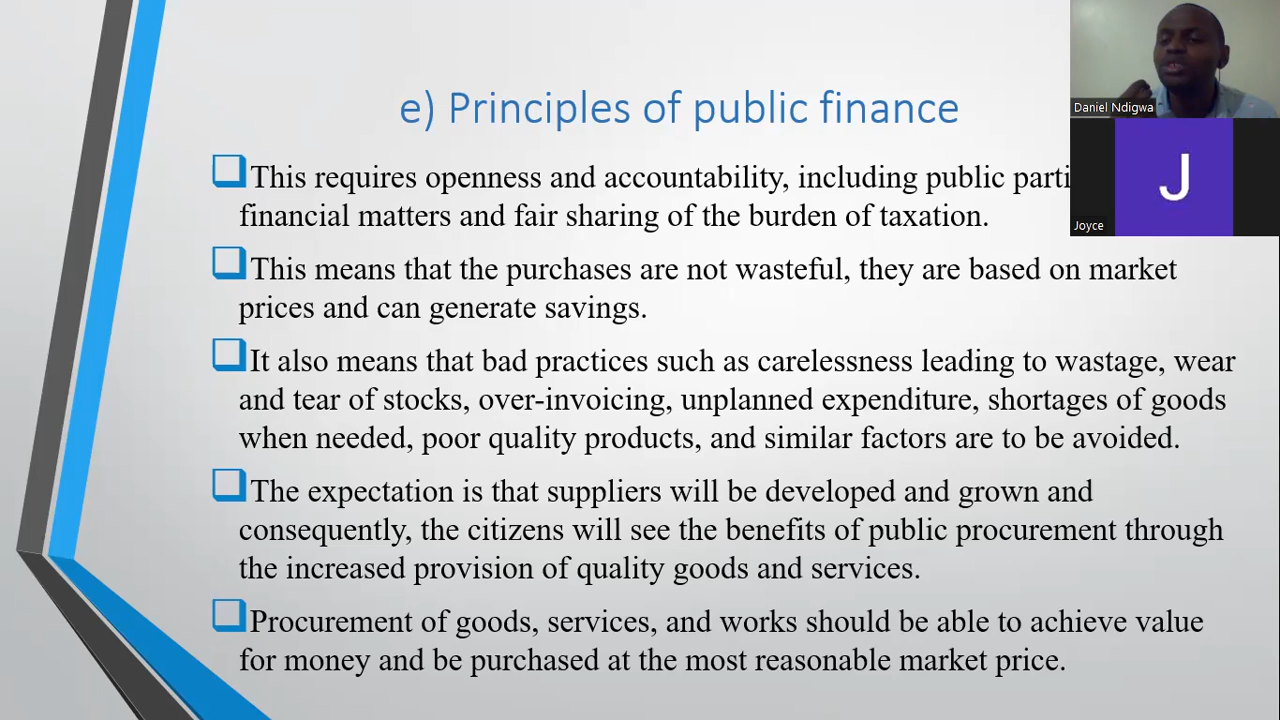 e) Principles of public finance
This requires openness and accountability, including public
financial matters and fair sharing of the burden of taxation.
This means that the purchases are not wasteful, they are based on market
prices and can generate savings.
It also means that bad practices such as carelessness leading to wastage, wear
and tear of stocks, over-invoicing, unplanned expenditure, shortages of goods
when needed, poor quality products, and similar factors are to be avoided.
The expectation is that suppliers will be developed and grown and
consequently, the citizens will see the benefits of public procurement through
the increased provision of quality goods and services.
Procurement of goods, services, and works should be able to achieve value
for money and be purchased at the most reasonable market price.
Daniel Ndigwa
J
Joyce